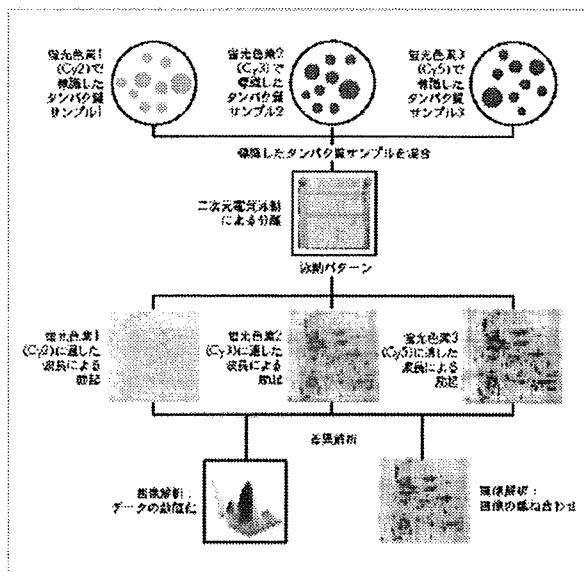 蛍光色素1
(Cy2)で
標識した
タンパク質
サンプル1
蛍光色素2
(Cy3)で
標識した
タンパク質
サンプル2
蛍光色素3
(Cy5)で
標識した
タンパク質
サンプル3
標識したタンパク質サンプルを混合
二次元電気泳動
による分離
泳動パターン
蛍光色素1
(Cy2)に適した
波長による
励起
蛍光色素2
(Cy3)に適した
波長による
励起
蛍光色素3
(Cy5)に適した
波長による
励起
差異解析
画像解析：
データの数値化
画像解析：
画像の重ね合わせ